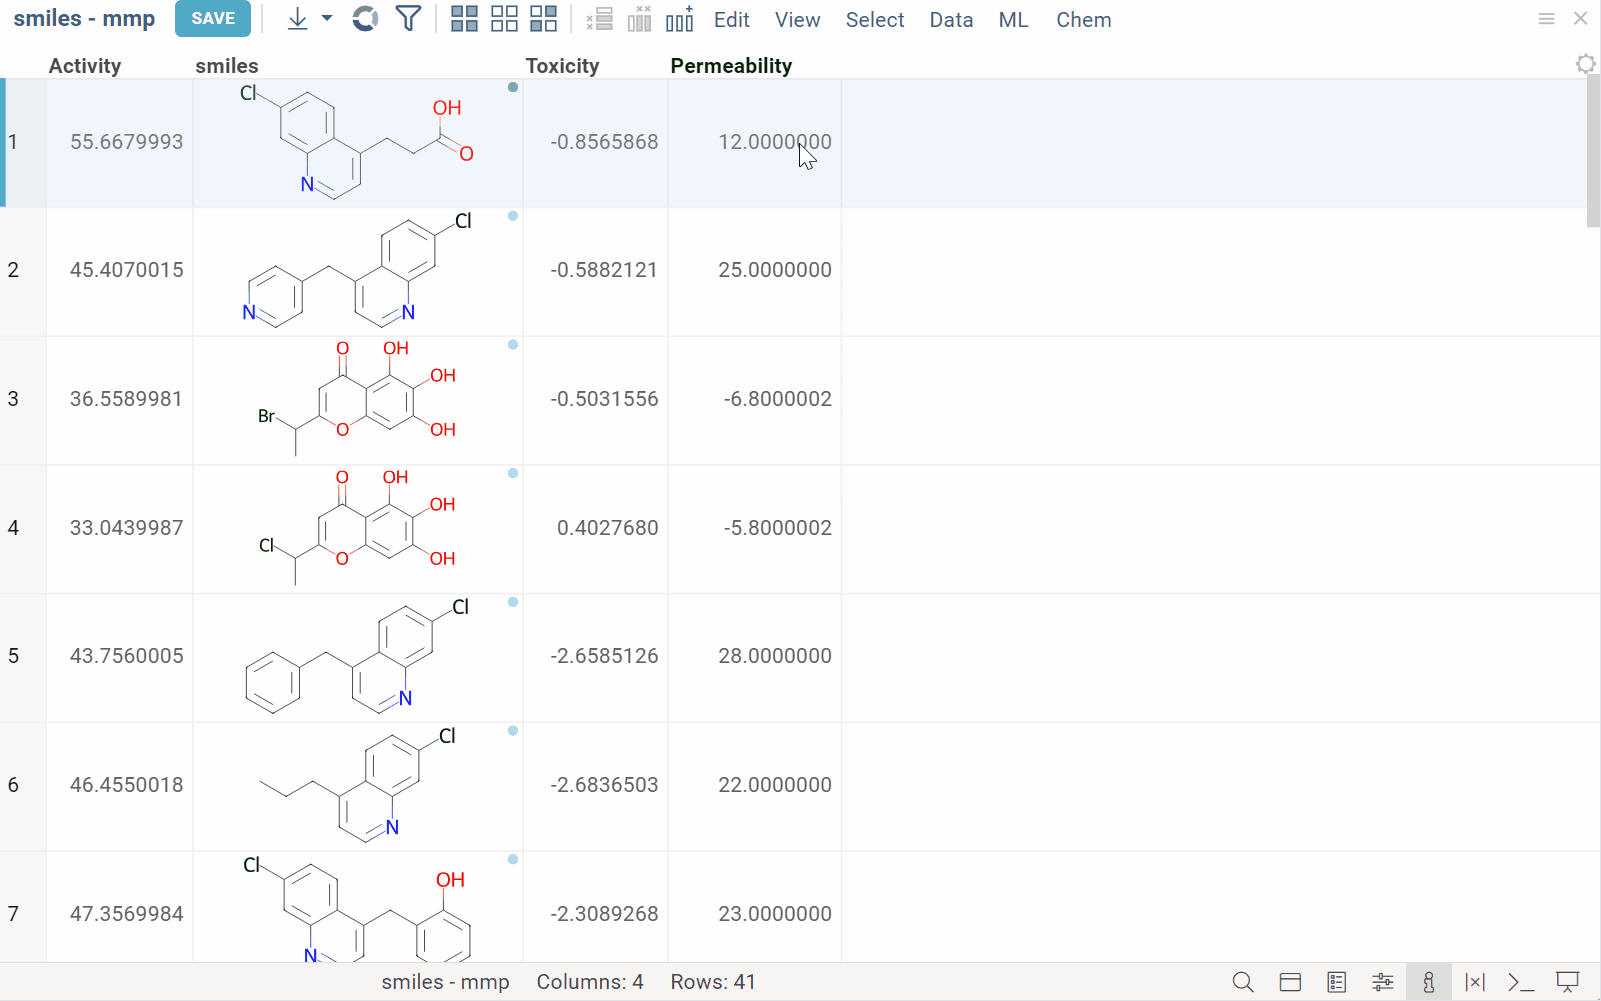 smiles - mmp SAVE Edit View Select Data ML Chem
Activity smiles Toxicity Permeability
1 55.6679993 Cl OH O N -0.8565868 12.0000000
2 45.4070015 Cl N N -0.5882121 25.0000000
3 36.5589981 O OH OH Br O OH -0.5031556 -6.8000002
4 33.0439987 O OH OH Cl O OH 0.4027680 -5.8000002
5 43.7560005 Cl N -2.6585126 28.0000000
6 46.4550018 Cl N -2.6836503 22.0000000
7 47.3569984 Cl OH N -2.3089268 23.0000000
smiles - mmp Columns: 4 Rows: 41